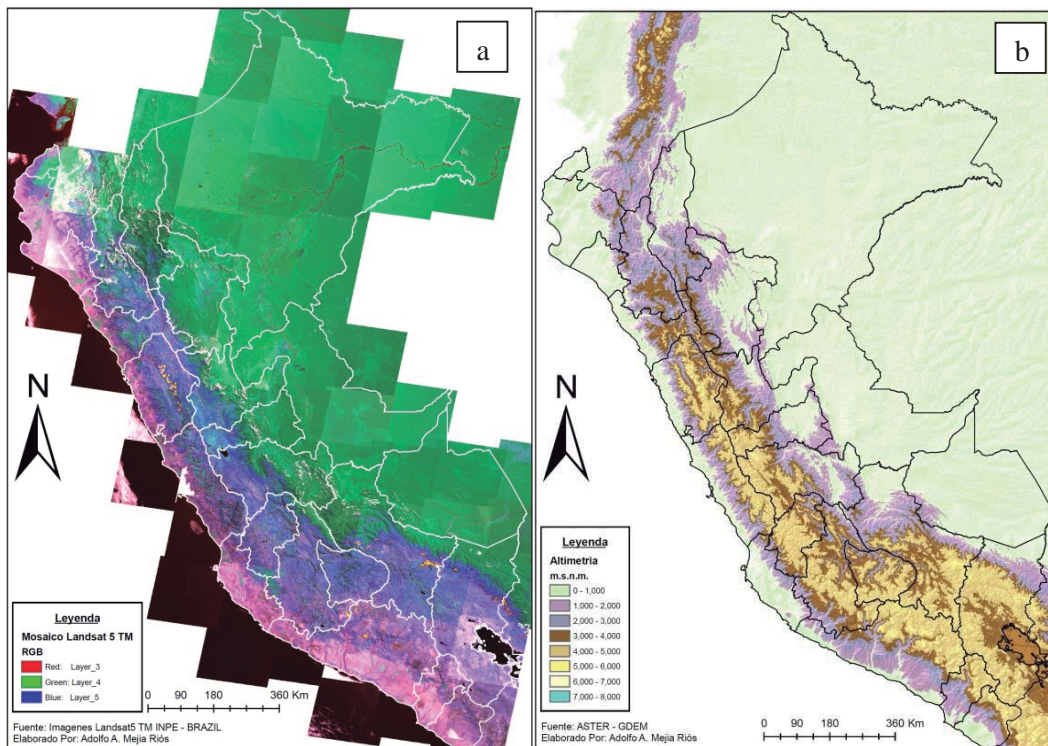 a
N
Leyenda
Mosaico Landsat 5 TM
RGB
Red: Layer_3
Green: Layer_4
Blue: Layer_5
0 90 180 360 Km
Fuente: Imagenes Landsat5 TM INPE - BRAZIL
Elaborado Por: Adolfo A. Mejia Riós
b
N
Leyenda
Altimetria
m.s.n.m.
0 - 1,000
1,000 - 2,000
2,000 - 3,000
3,000 - 4,000
4,000 - 5,000
5,000 - 6,000
6,000 - 7,000
7,000 - 8,000
0 90 180 360 Km
Fuente: ASTER - GDEM
Elaborado Por: Adolfo A. Mejia Riós